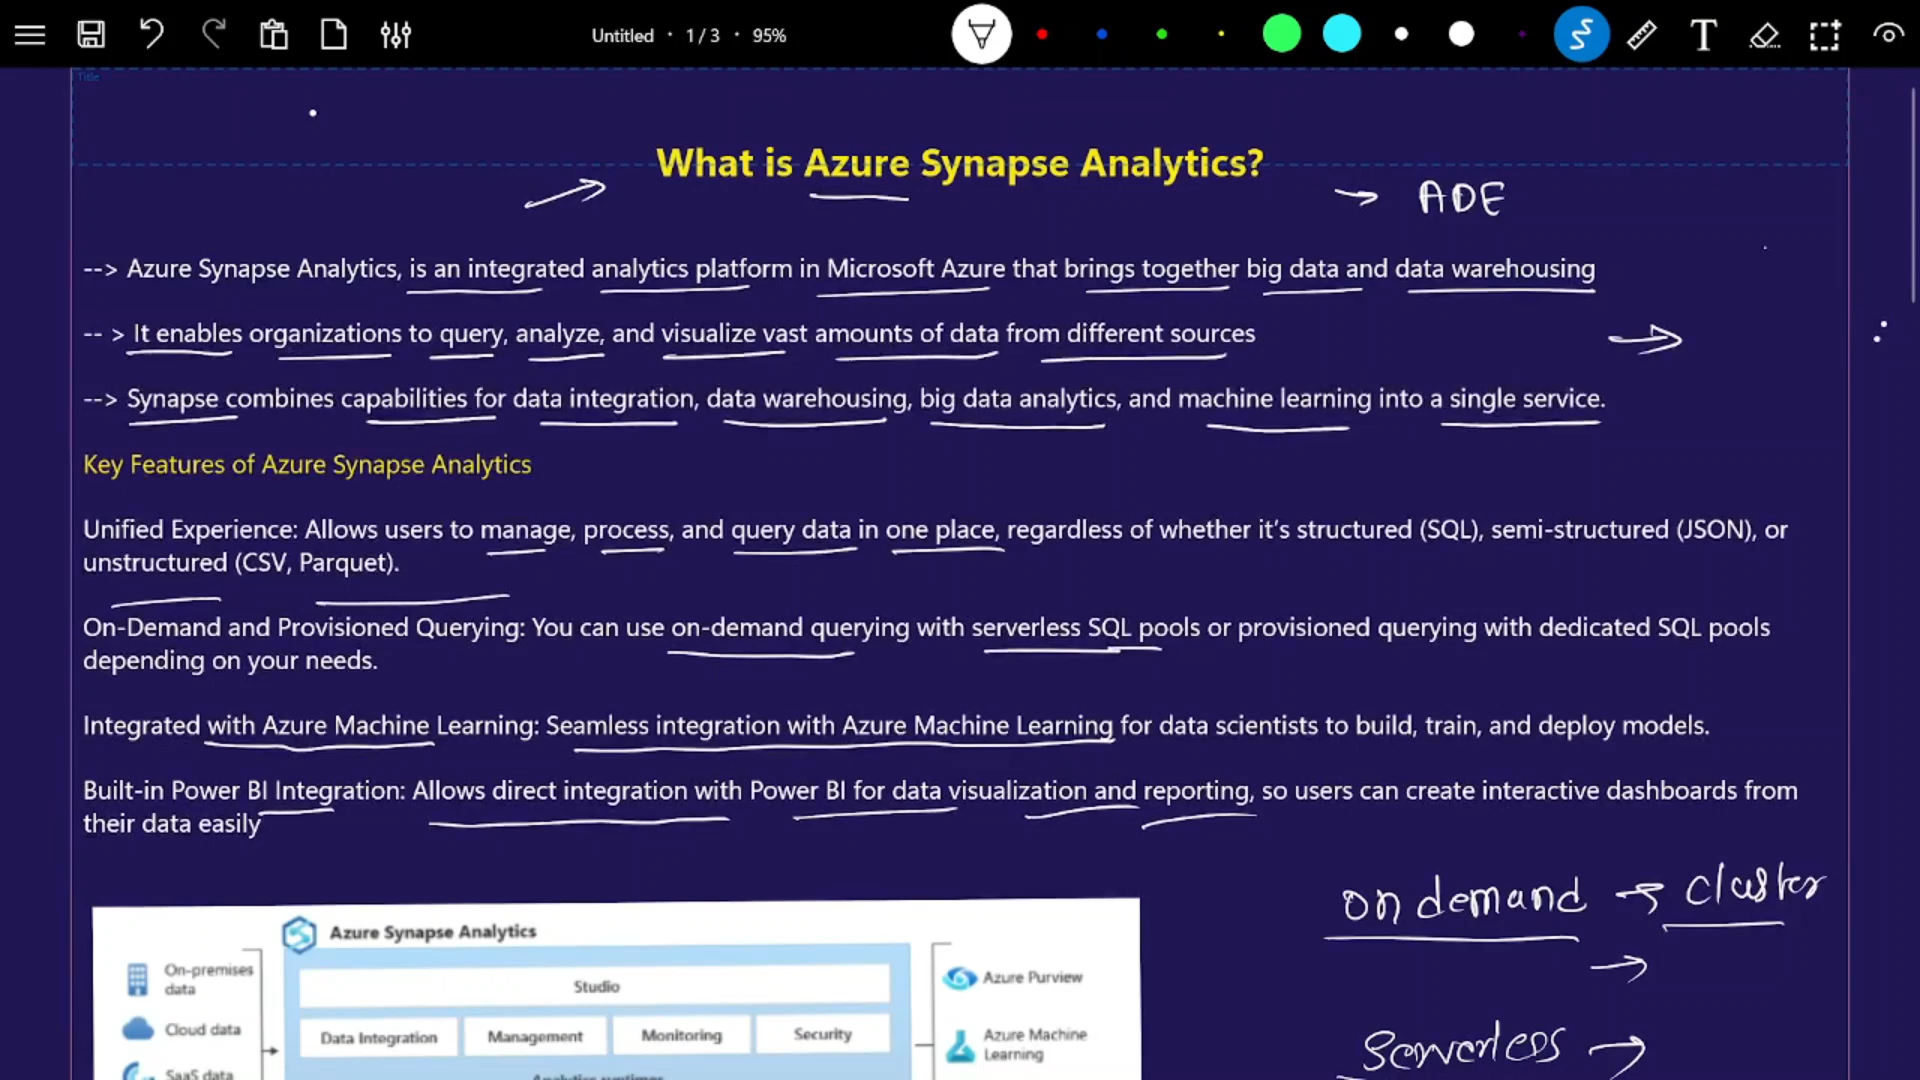 Untitled • 1 / 3 • 95%
Title
What is Azure Synapse Analytics?
→ ADE
--> Azure Synapse Analytics, is an integrated analytics platform in Microsoft Azure that brings together big data and data warehousing
-- > It enables organizations to query, analyze, and visualize vast amounts of data from different sources
--> Synapse combines capabilities for data integration, data warehousing, big data analytics, and machine learning into a single service.
Key Features of Azure Synapse Analytics
Unified Experience: Allows users to manage, process, and query data in one place, regardless of whether it's structured (SQL), semi-structured (JSON), or
unstructured (CSV, Parquet).
On-Demand and Provisioned Querying: You can use on-demand querying with serverless SQL pools or provisioned querying with dedicated SQL pools
depending on your needs.
Integrated with Azure Machine Learning: Seamless integration with Azure Machine Learning for data scientists to build, train, and deploy models.
Built-in Power BI Integration: Allows direct integration with Power BI for data visualization and reporting, so users can create interactive dashboards from
their data easily
on demand → cluster
Serverless →
Azure Synapse Analytics
On-premises
data
Cloud data
SaaS data
Studio
Data Integration
Management
Monitoring
Security
Analytics runtimes
Azure Purview
Azure Machine
Learning